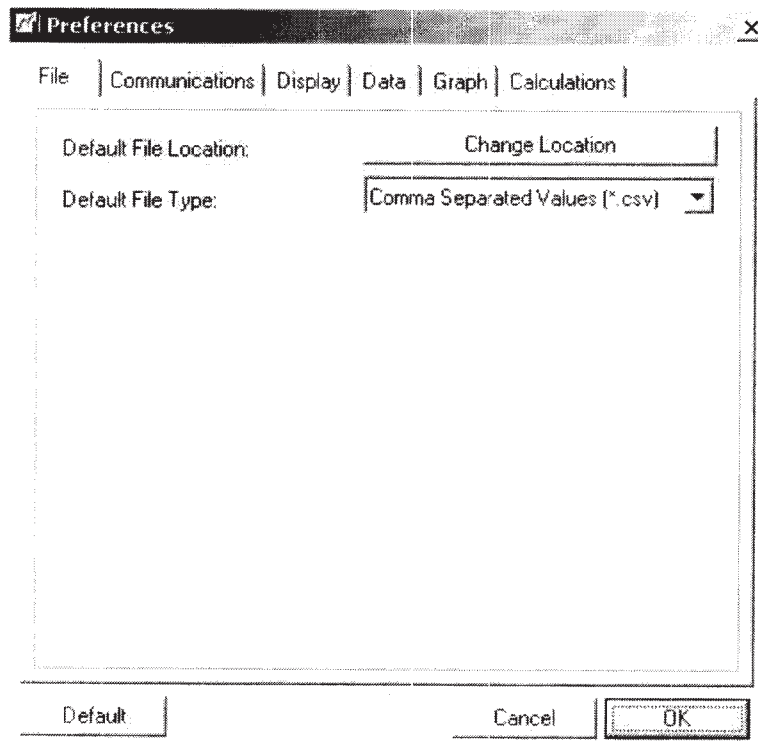 Preferences
File Communications Display Data Graph Calculations
Default File Location: Change Location
Default File Type: Comma Separated Values (*.csv)
Default Cancel OK